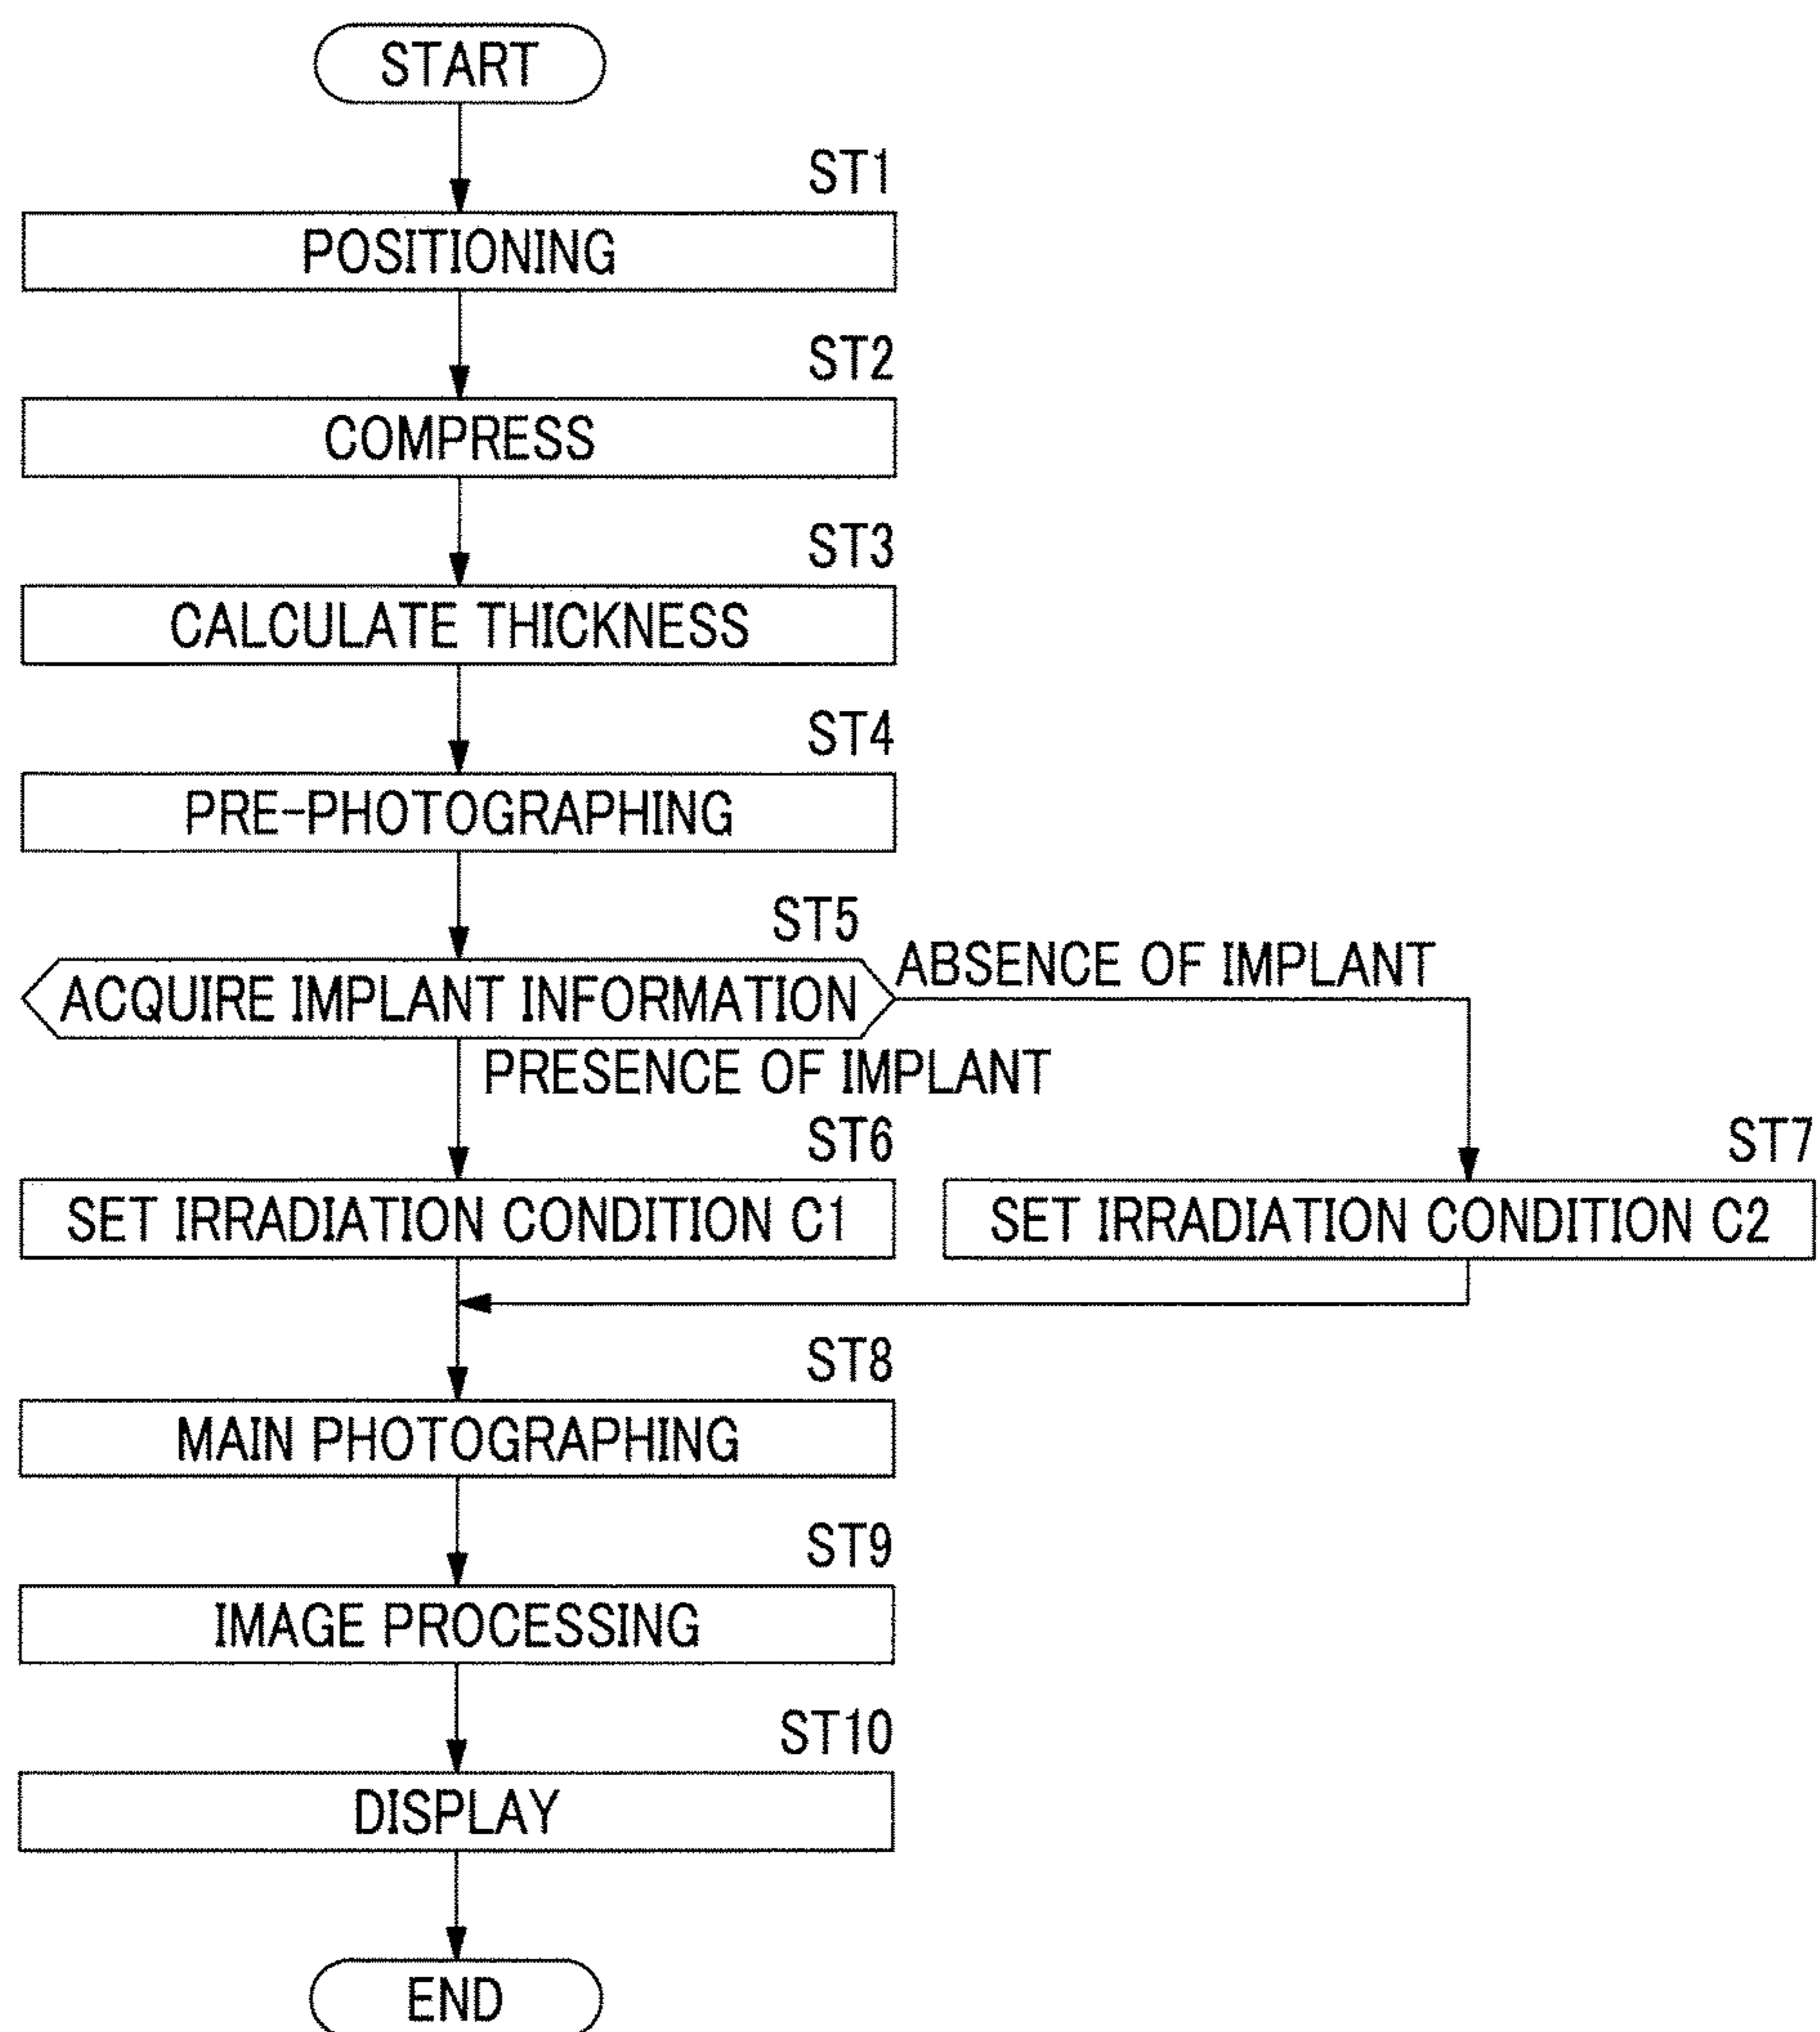 START
ST1
POSITIONING
ST2
COMPRESS
ST3
CALCULATE THICKNESS
ST4
PRE-PHOTOGRAPHING
ST5
ACQUIRE IMPLANT INFORMATION
ABSENCE OF IMPLANT
PRESENCE OF IMPLANT
ST6
SET IRRADIATION CONDITION C1
ST7
SET IRRADIATION CONDITION C2
ST8
MAIN PHOTOGRAPHING
ST9
IMAGE PROCESSING
ST10
DISPLAY
END